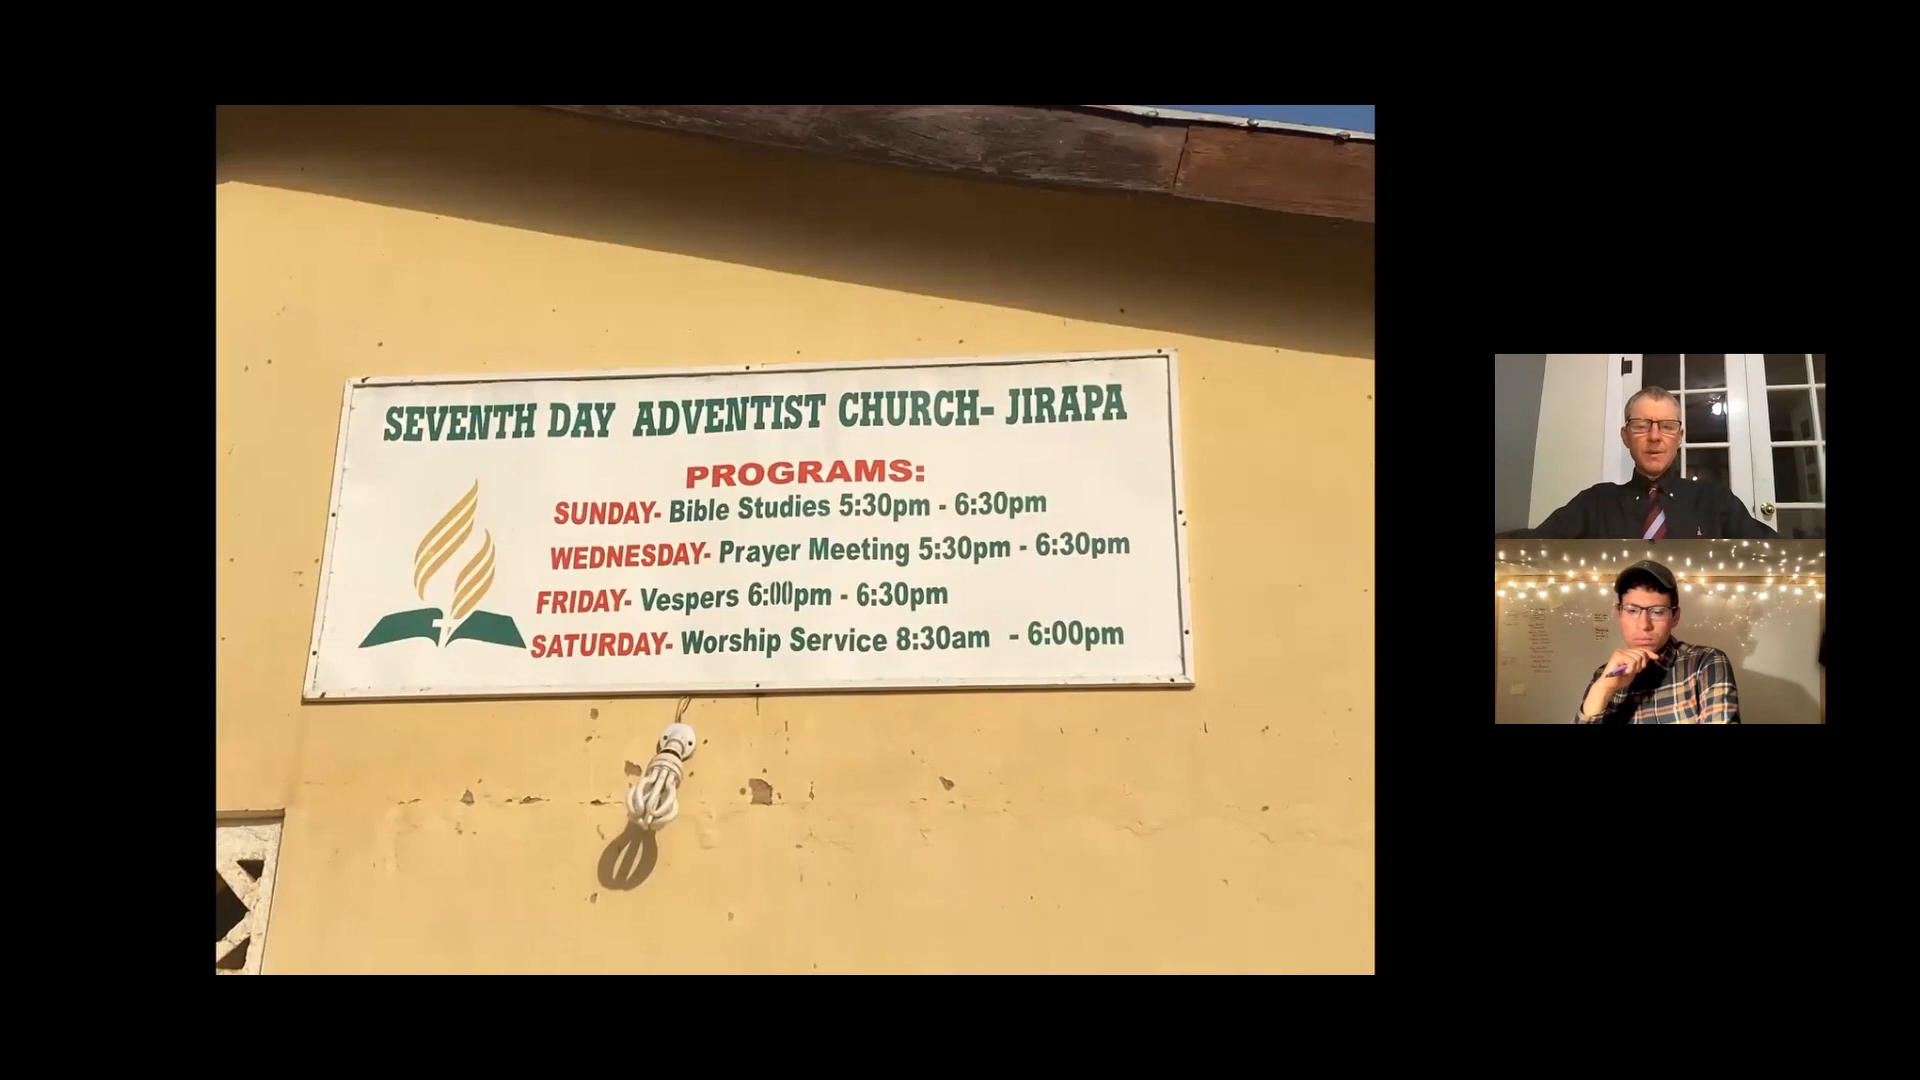 SEVENTH DAY ADVENTIST CHURCH- JIRAPA
PROGRAMS:
SUNDAY- Bible Studies 5:30pm - 6:30pm
WEDNESDAY- Prayer Meeting 5:30pm - 6:30pm
FRIDAY- Vespers 6:00pm - 6:30pm
SATURDAY- Worship Service 8:30am - 6:00pm